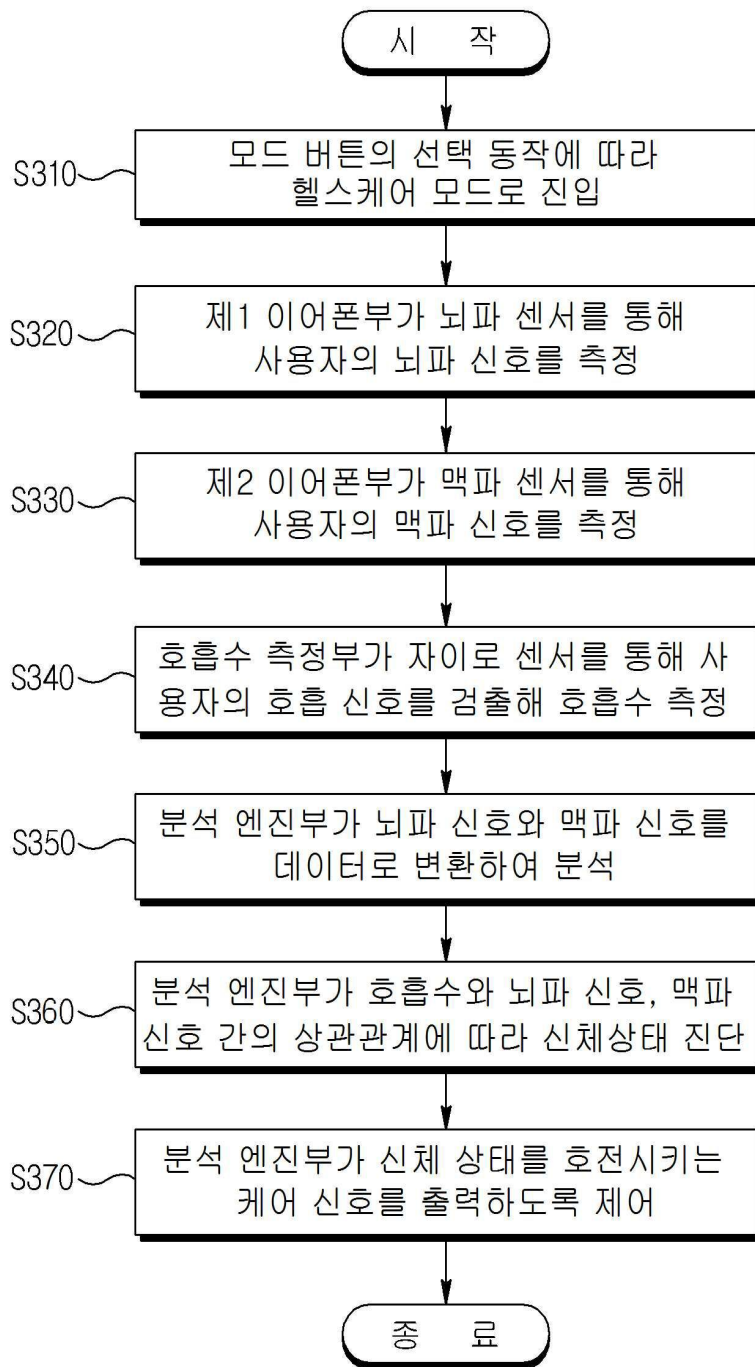 시 작
S310
모드 버튼의 선택 동작에 따라
헬스케어 모드로 진입
S320
제1 이어폰부가 뇌파 센서를 통해
사용자의 뇌파 신호를 측정
S330
제2 이어폰부가 맥파 센서를 통해
사용자의 맥파 신호를 측정
S340
호흡수 측정부가 자이로 센서를 통해 사
용자의 호흡 신호를 검출해 호흡수 측정
S350
분석 엔진부가 뇌파 신호와 맥파 신호를
데이터로 변환하여 분석
S360
분석 엔진부가 호흡수와 뇌파 신호, 맥파
신호 간의 상관관계에 따라 신체상태 진단
S370
분석 엔진부가 신체 상태를 호전시키는
케어 신호를 출력하도록 제어
종 료